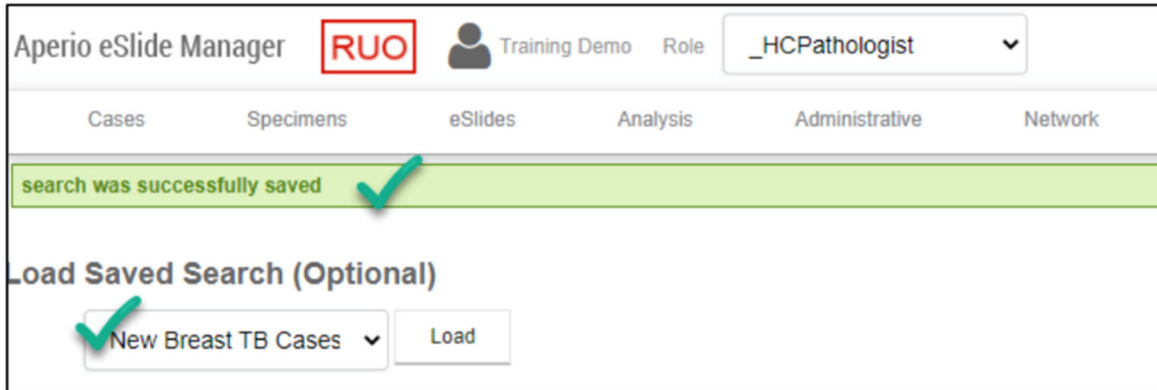 Aperio eSlide Manager RUO Training Demo Role _HCPathologist
Cases Specimens eSlides Analysis Administrative Network
search was successfully saved
Load Saved Search (Optional)
New Breast TB Cases Load